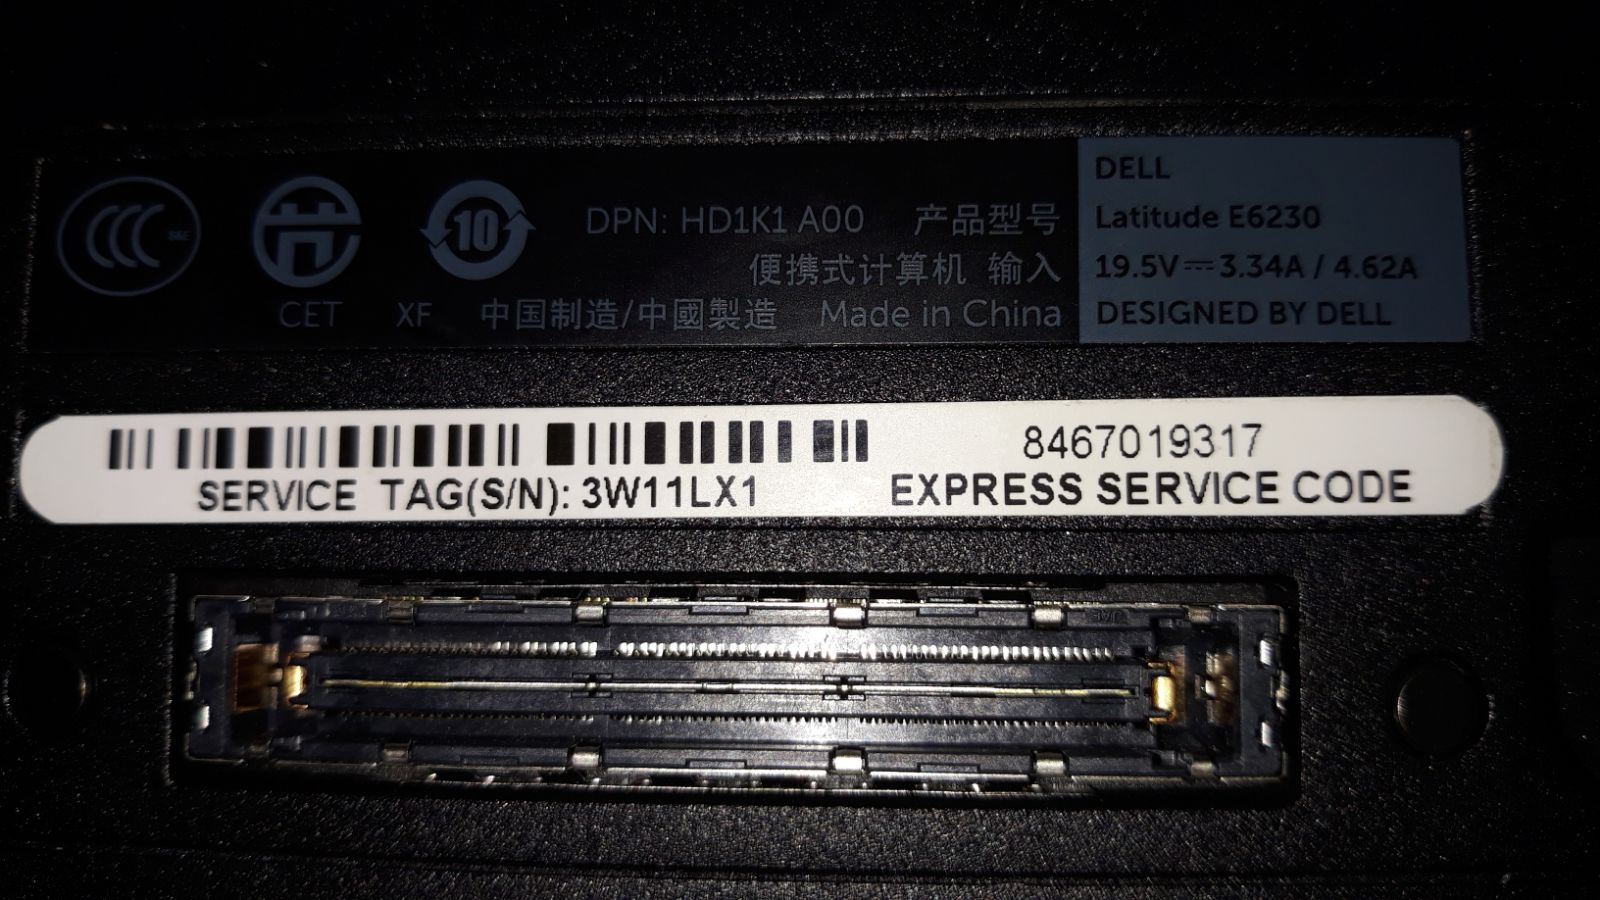 DELL
DPN: HD1K1 A00 产品型号 Latitude E6230
10
便携式计算机 输入 19.5V⎓3.34A / 4.62A
CET XF 中国制造/中國製造 Made in China DESIGNED BY DELL
8467019317
SERVICE TAG(S/N): 3W11LX1 EXPRESS SERVICE CODE